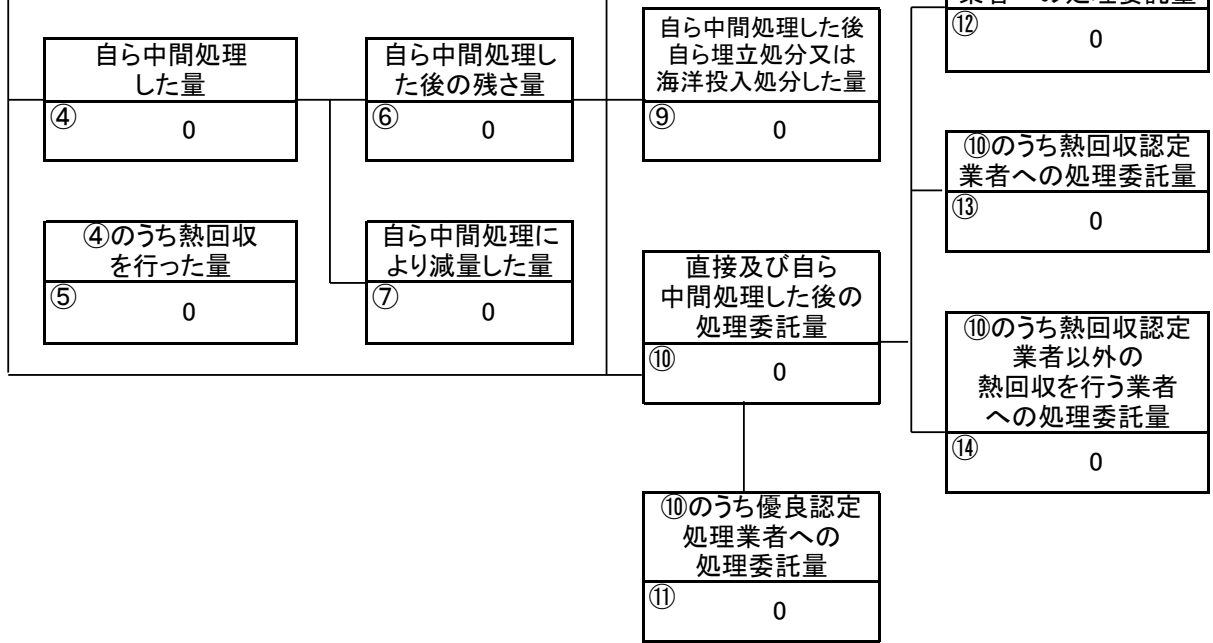 自ら中間処理
した量
④
0
自ら中間処理し
た後の残さ量
⑥
0
自ら中間処理した後
自ら埋立処分又は
海洋投入処分した量
⑨
0
⑫
0
④のうち熱回収
を行った量
⑤
0
自ら中間処理に
より減量した量
⑦
0
直接及び自ら
中間処理した後の
処理委託量
⑩
0
⑩のうち熱回収認定
業者への処理委託量
⑬
0
⑩のうち熱回収認定
業者以外の
熱回収を行う業者
への処理委託量
⑭
0
⑩のうち優良認定
処理業者への
処理委託量
⑪
0